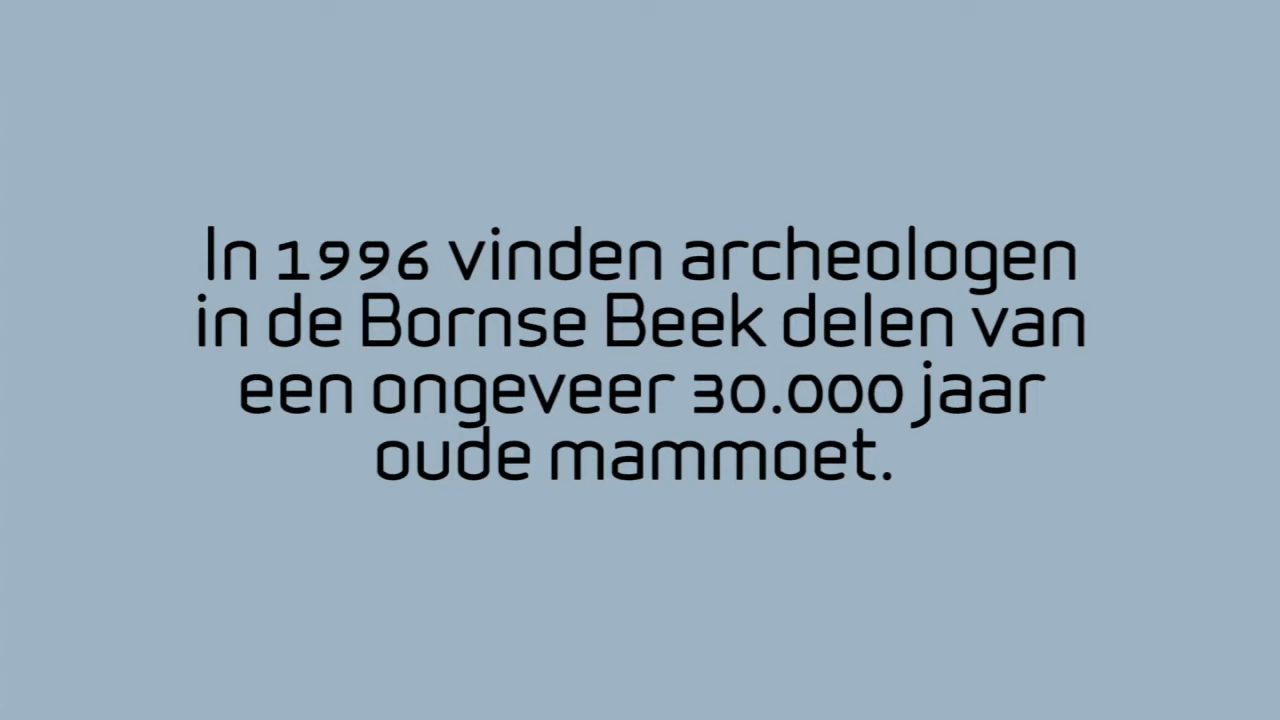 In 1996 vinden archeologen
in de Bornse Beek delen van
een ongeveer 30.000 jaar
oude mammoet.